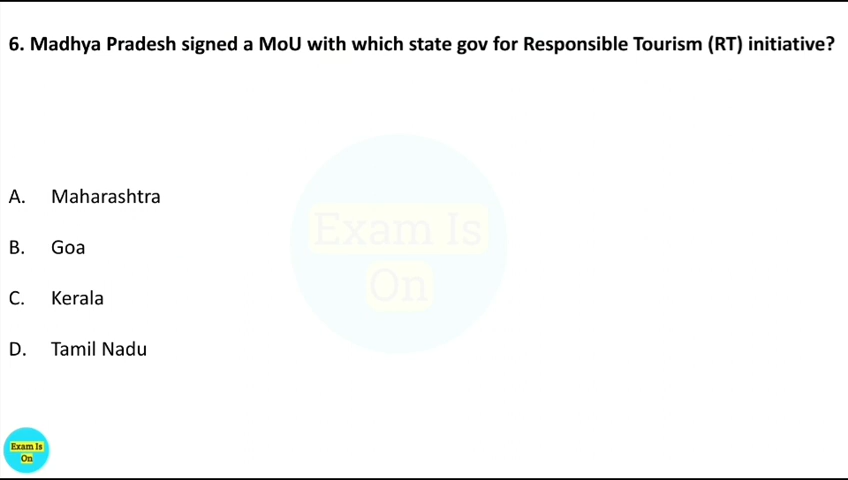 6. Madhya Pradesh signed a MoU with which state gov for Responsible Tourism (RT) initiative?
Exam Is
On
A. Maharashtra
B. Goa
C. Kerala
D. Tamil Nadu
Exam Is
On